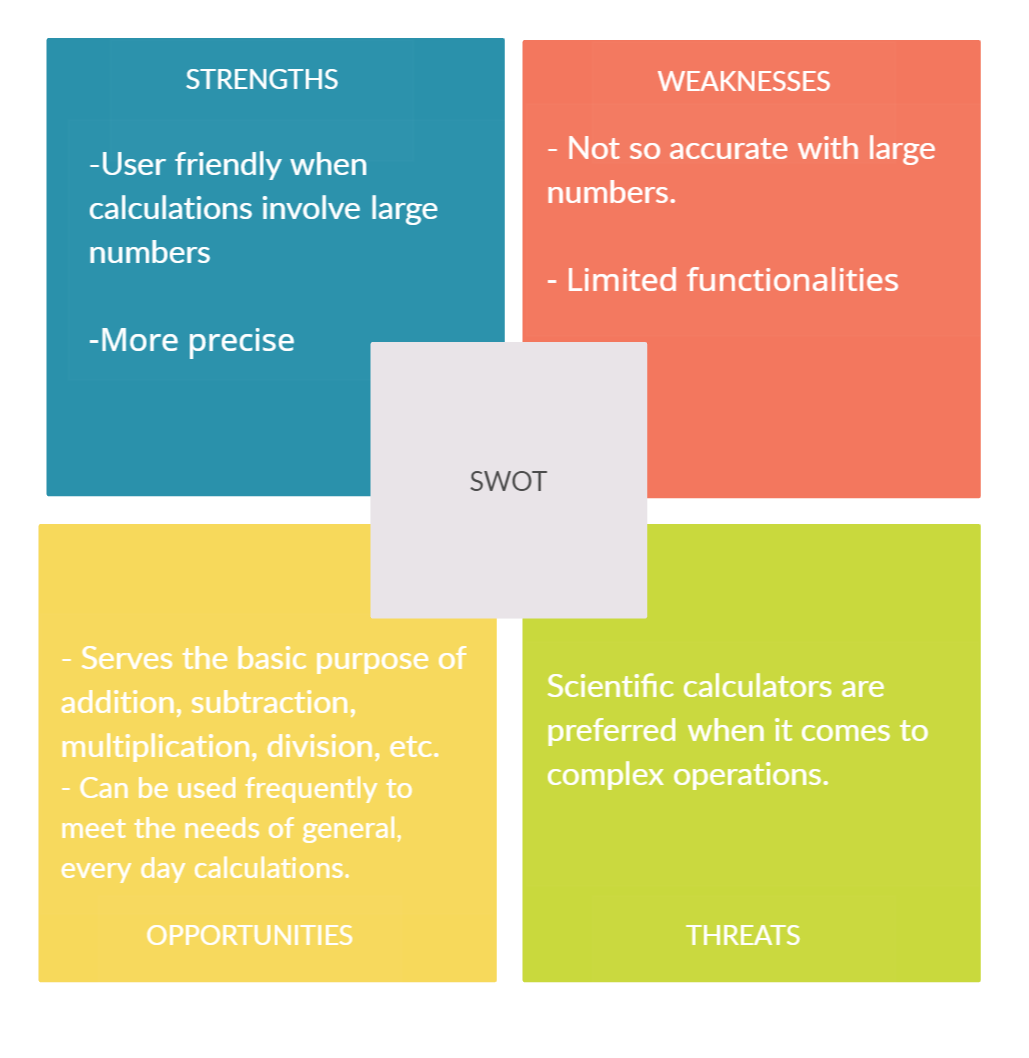 STRENGTHS
-User friendly when
calculations involve large
numbers
-More precise
WEAKNESSES
- Not so accurate with large
numbers.
- Limited functionalities
SWOT
- Serves the basic purpose of
addition, subtraction,
multiplication, division, etc.
- Can be used frequently to
meet the needs of general,
every day calculations.
OPPORTUNITIES
Scientific calculators are
preferred when it comes to
complex operations.
THREATS